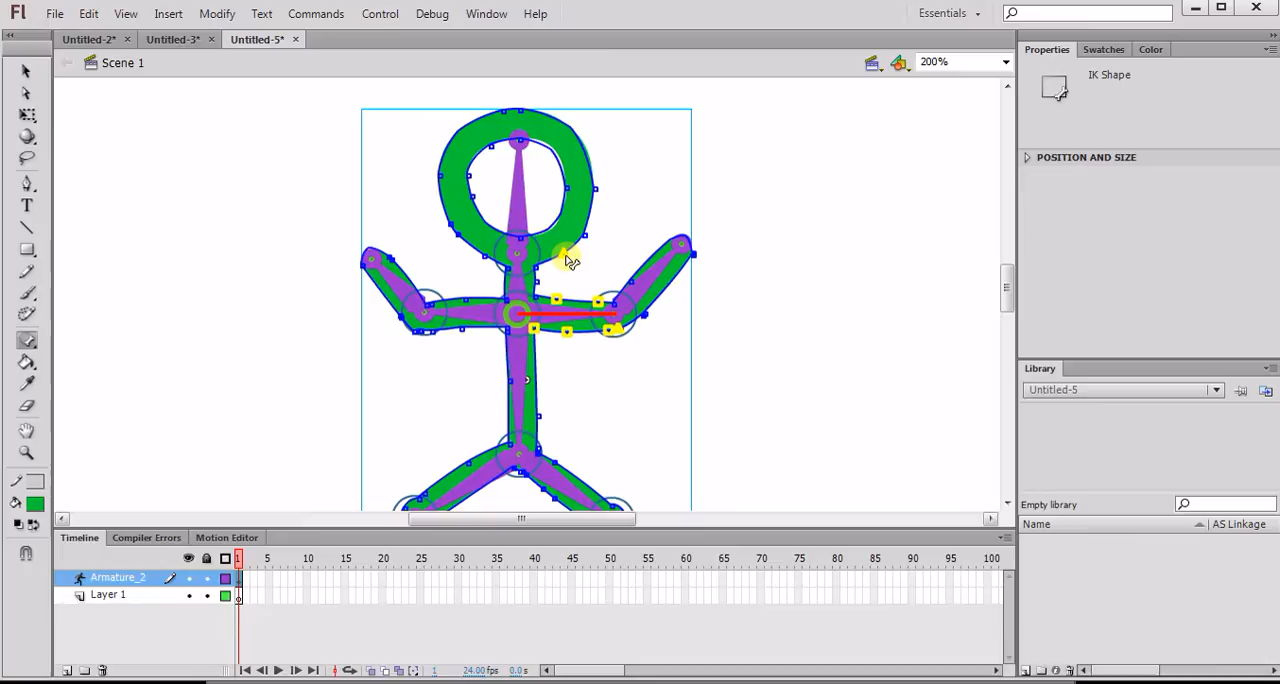 Fl File Edit View Insert Modify Text Commands Control Debug Window Help Essentials
Untitled-2* × Untitled-3* × Untitled-5* ×
Properties Swatches Color
Scene 1 200%
IK Shape
POSITION AND SIZE
T
Library
Untitled-5
Empty library
Name AS Linkage
Timeline Compiler Errors Motion Editor
1 5 10 15 20 25 30 35 40 45 50 55 60 65 70 75 80 85 90 95 100
Armature_2
Layer 1
1 24.00 fps 0.0 s